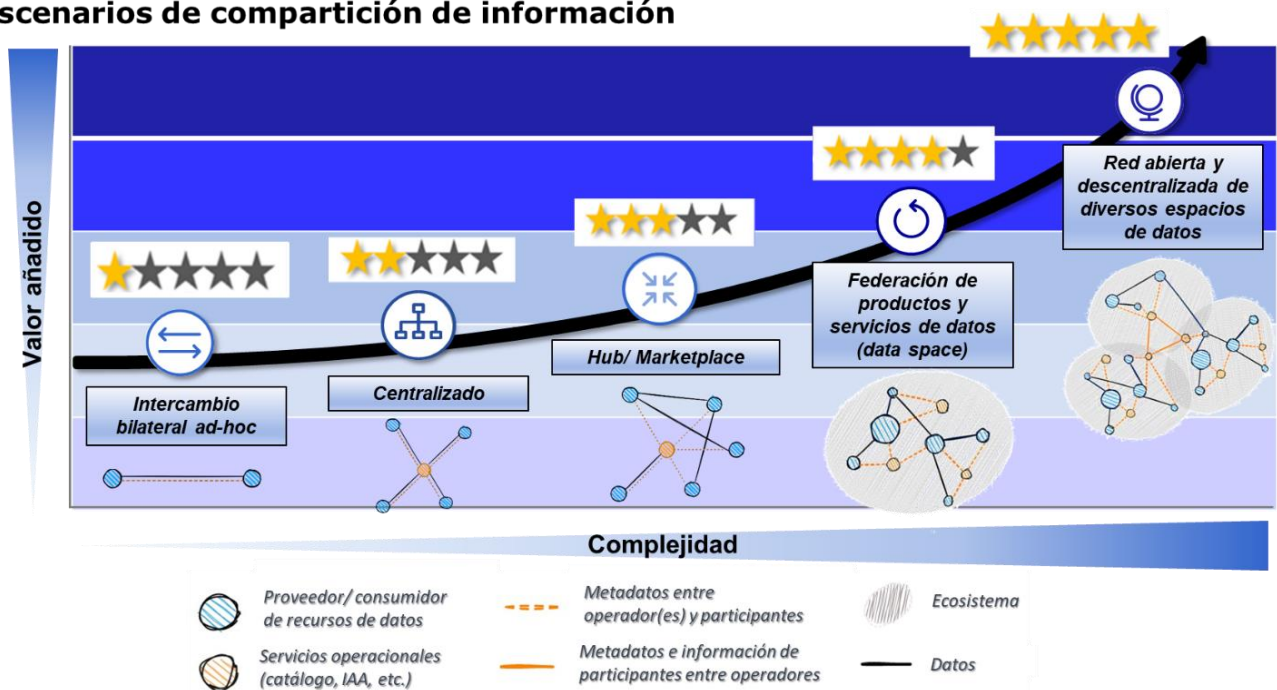 scenarios de compartición de información
Valor añadido
Intercambio
bilateral ad-hoc
Centralizado
Hub/ Marketplace
Federación de
productos y
servicios de datos
(data space)
Red abierta y
descentralizada de
diversos espacios
de datos
Complejidad
Proveedor/ consumidor
de recursos de datos
Servicios operacionales
(catálogo, IAA, etc.)
Metadatos entre
operador(es) y participantes
Metadatos e información de
participantes entre operadores
Ecosistema
Datos